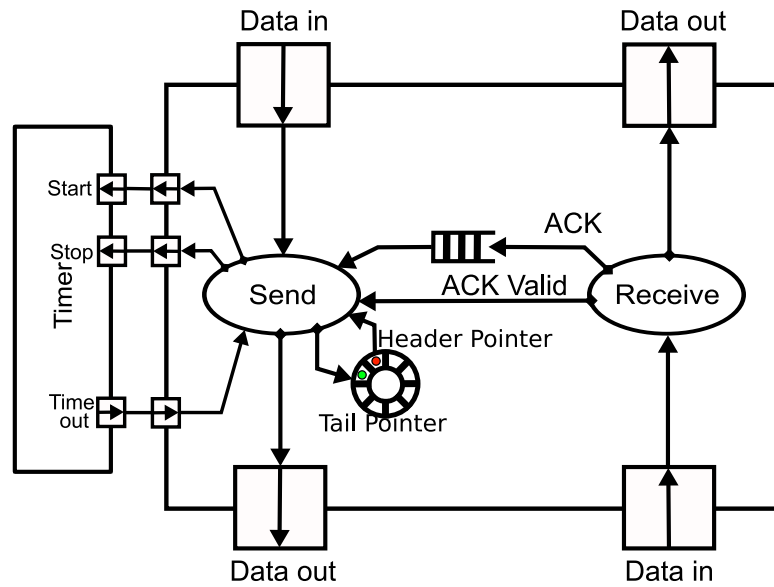 Data in
Data out
Start
ACK
Stop
Timer
Send
ACK Valid
Receive
Header Pointer
Time
out
Tail Pointer
Data out
Data in